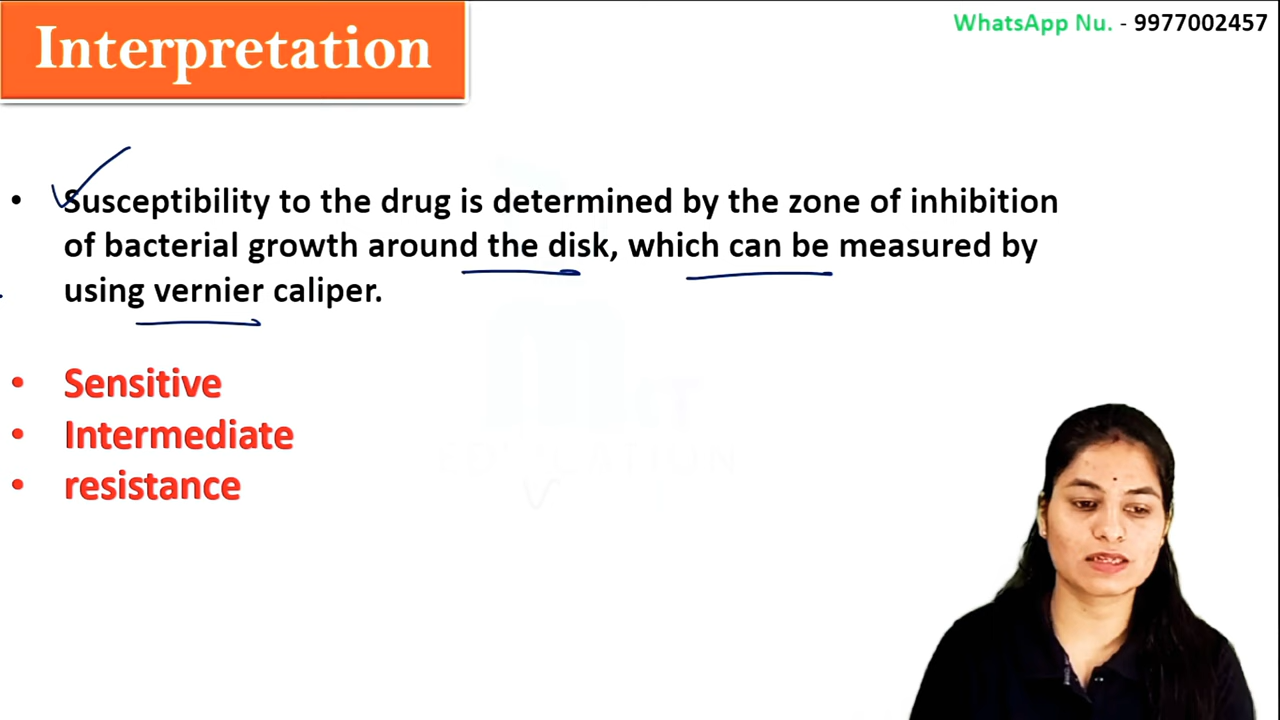 Interpretation
WhatsApp Nu. - 9977002457
• Susceptibility to the drug is determined by the zone of inhibition
of bacterial growth around the disk, which can be measured by
using vernier caliper.
• Sensitive
• Intermediate
• resistance